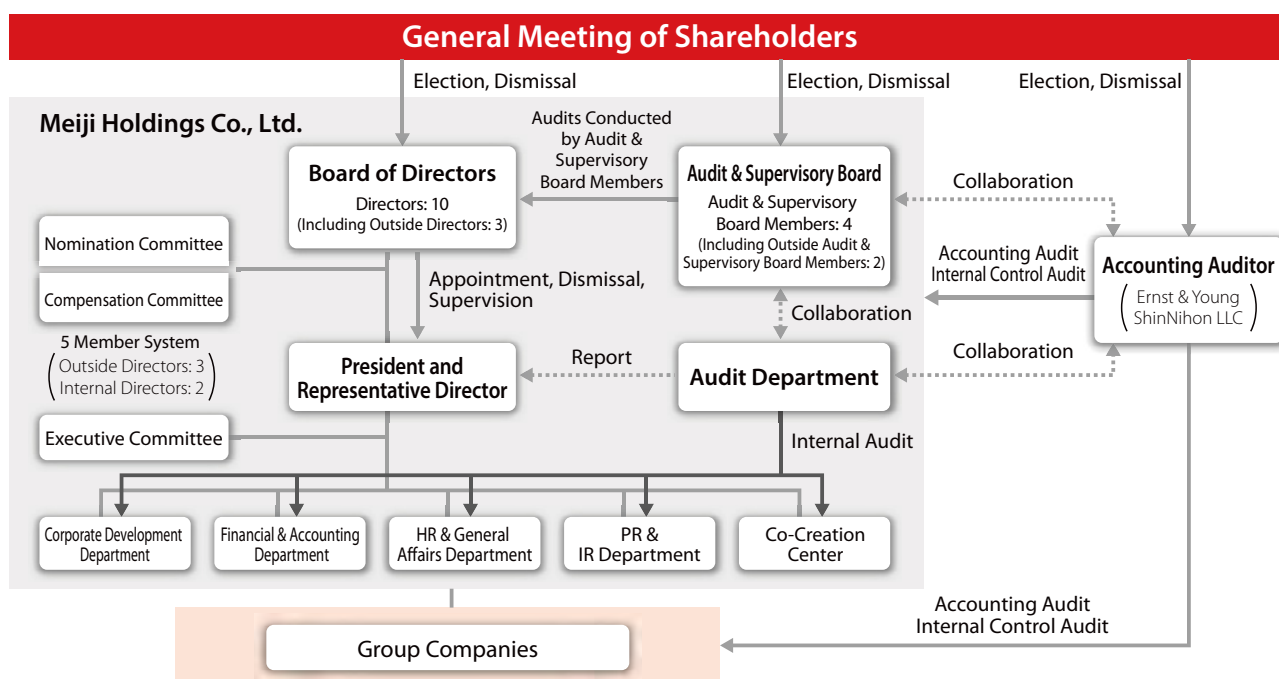 General Meeting of Shareholders
Election, Dismissal
Election, Dismissal
Election, Dismissal
Meiji Holdings Co., Ltd.
Audits Conducted
by Audit &
Supervisory
Board Members
Board of Directors
Directors: 10
(Including Outside Directors: 3)
Audit & Supervisory Board
Audit & Supervisory
Board Members: 4
(Including Outside Audit &
Supervisory Board Members: 2)
Collaboration
Nomination Committee
Compensation Committee
5 Member System
(Outside Directors: 3
Internal Directors: 2)
Appointment, Dismissal,
Supervision
Collaboration
Accounting Audit
Internal Control Audit
Accounting Auditor
(Ernst & Young
ShinNihon LLC)
President and
Representative Director
Report
Audit Department
Collaboration
Executive Committee
Internal Audit
Corporate Development
Department
Financial & Accounting
Department
HR & General
Affairs Department
PR &
IR Department
Co-Creation
Center
Accounting Audit
Internal Control Audit
Group Companies